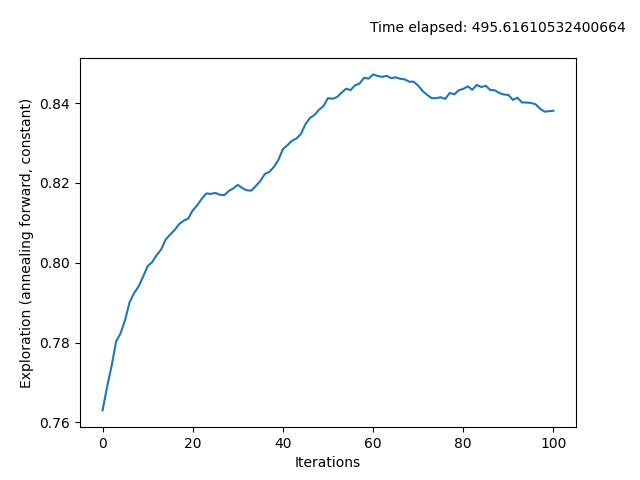 Time elapsed: 495.61610532400664
Exploration (annealing forward, constant)
0.84
0.82
0.80
0.78
0.76
0 20 40 60 80 100
Iterations